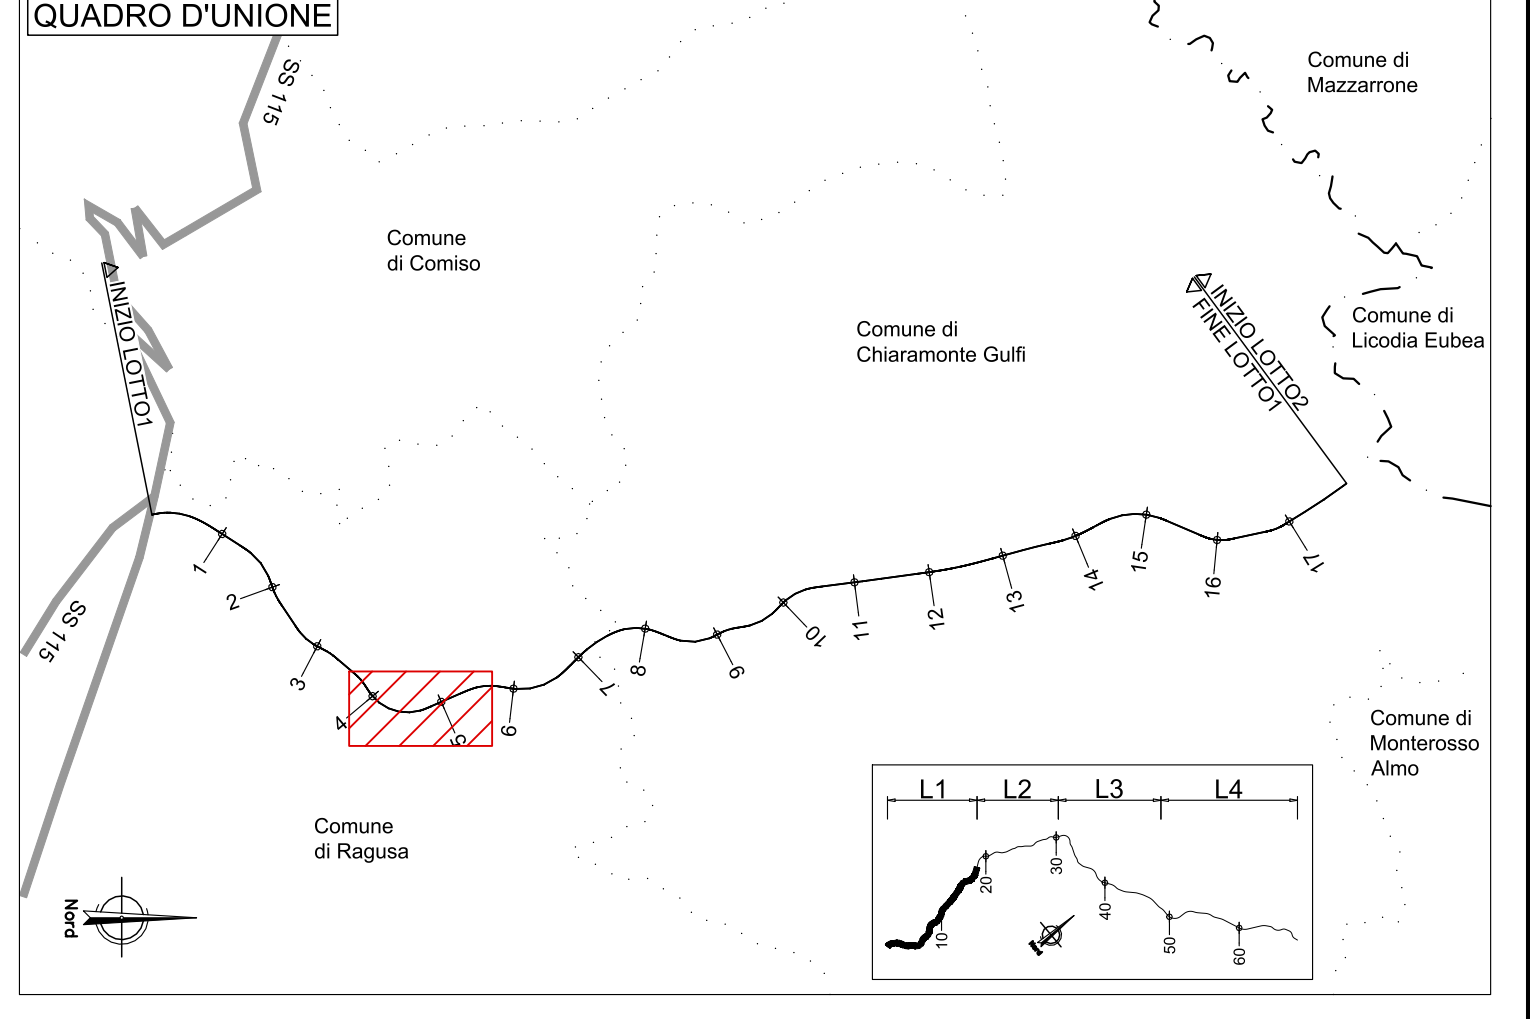 QUADRO D'UNIONE
SS 115
Comune di
Mazzarrone
Comune
di Comiso
INIZIO LOTTO1
Comune di
Chiaramonte Gulfi
INIZIO LOTTO2
FINE LOTTO1
Comune di
Licodia Eubea
1
2
3
4
5
6
7
8
9
10
11
12
13
14
15
16
17
SS 115
Comune
di Ragusa
Comune di
Monterosso
Almo
Nord
L1
L2
L3
L4
10
20
30
40
50
60
Nord